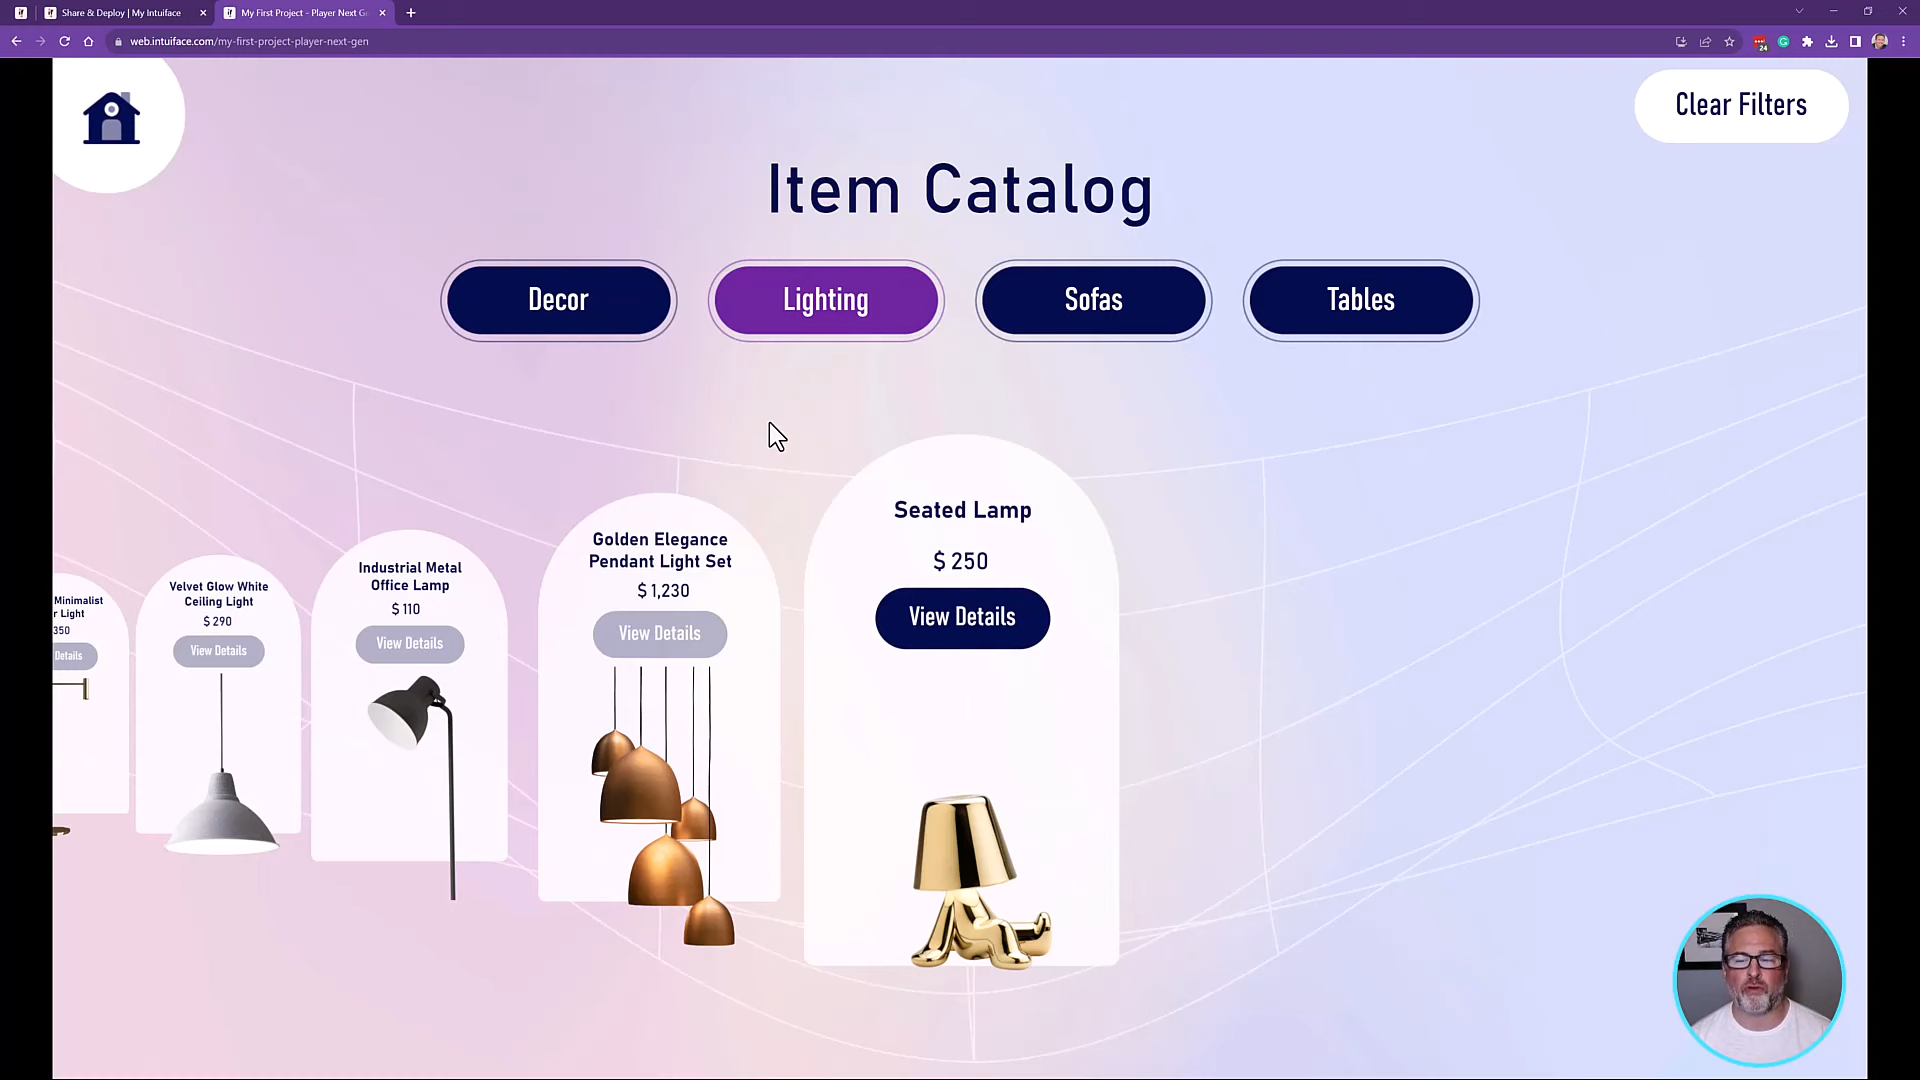 Share & Deploy | My Intuiface
My First Project - Player Next G
web.intuiface.com/my-first-project-player-next-gen
24
Clear Filters
Item Catalog
Decor
Lighting
Sofas
Tables
Minimalist
r Light
350
Details
Velvet Glow White
Ceiling Light
$ 290
View Details
Industrial Metal
Office Lamp
$ 110
View Details
Golden Elegance
Pendant Light Set
$ 1,230
View Details
Seated Lamp
$ 250
View Details